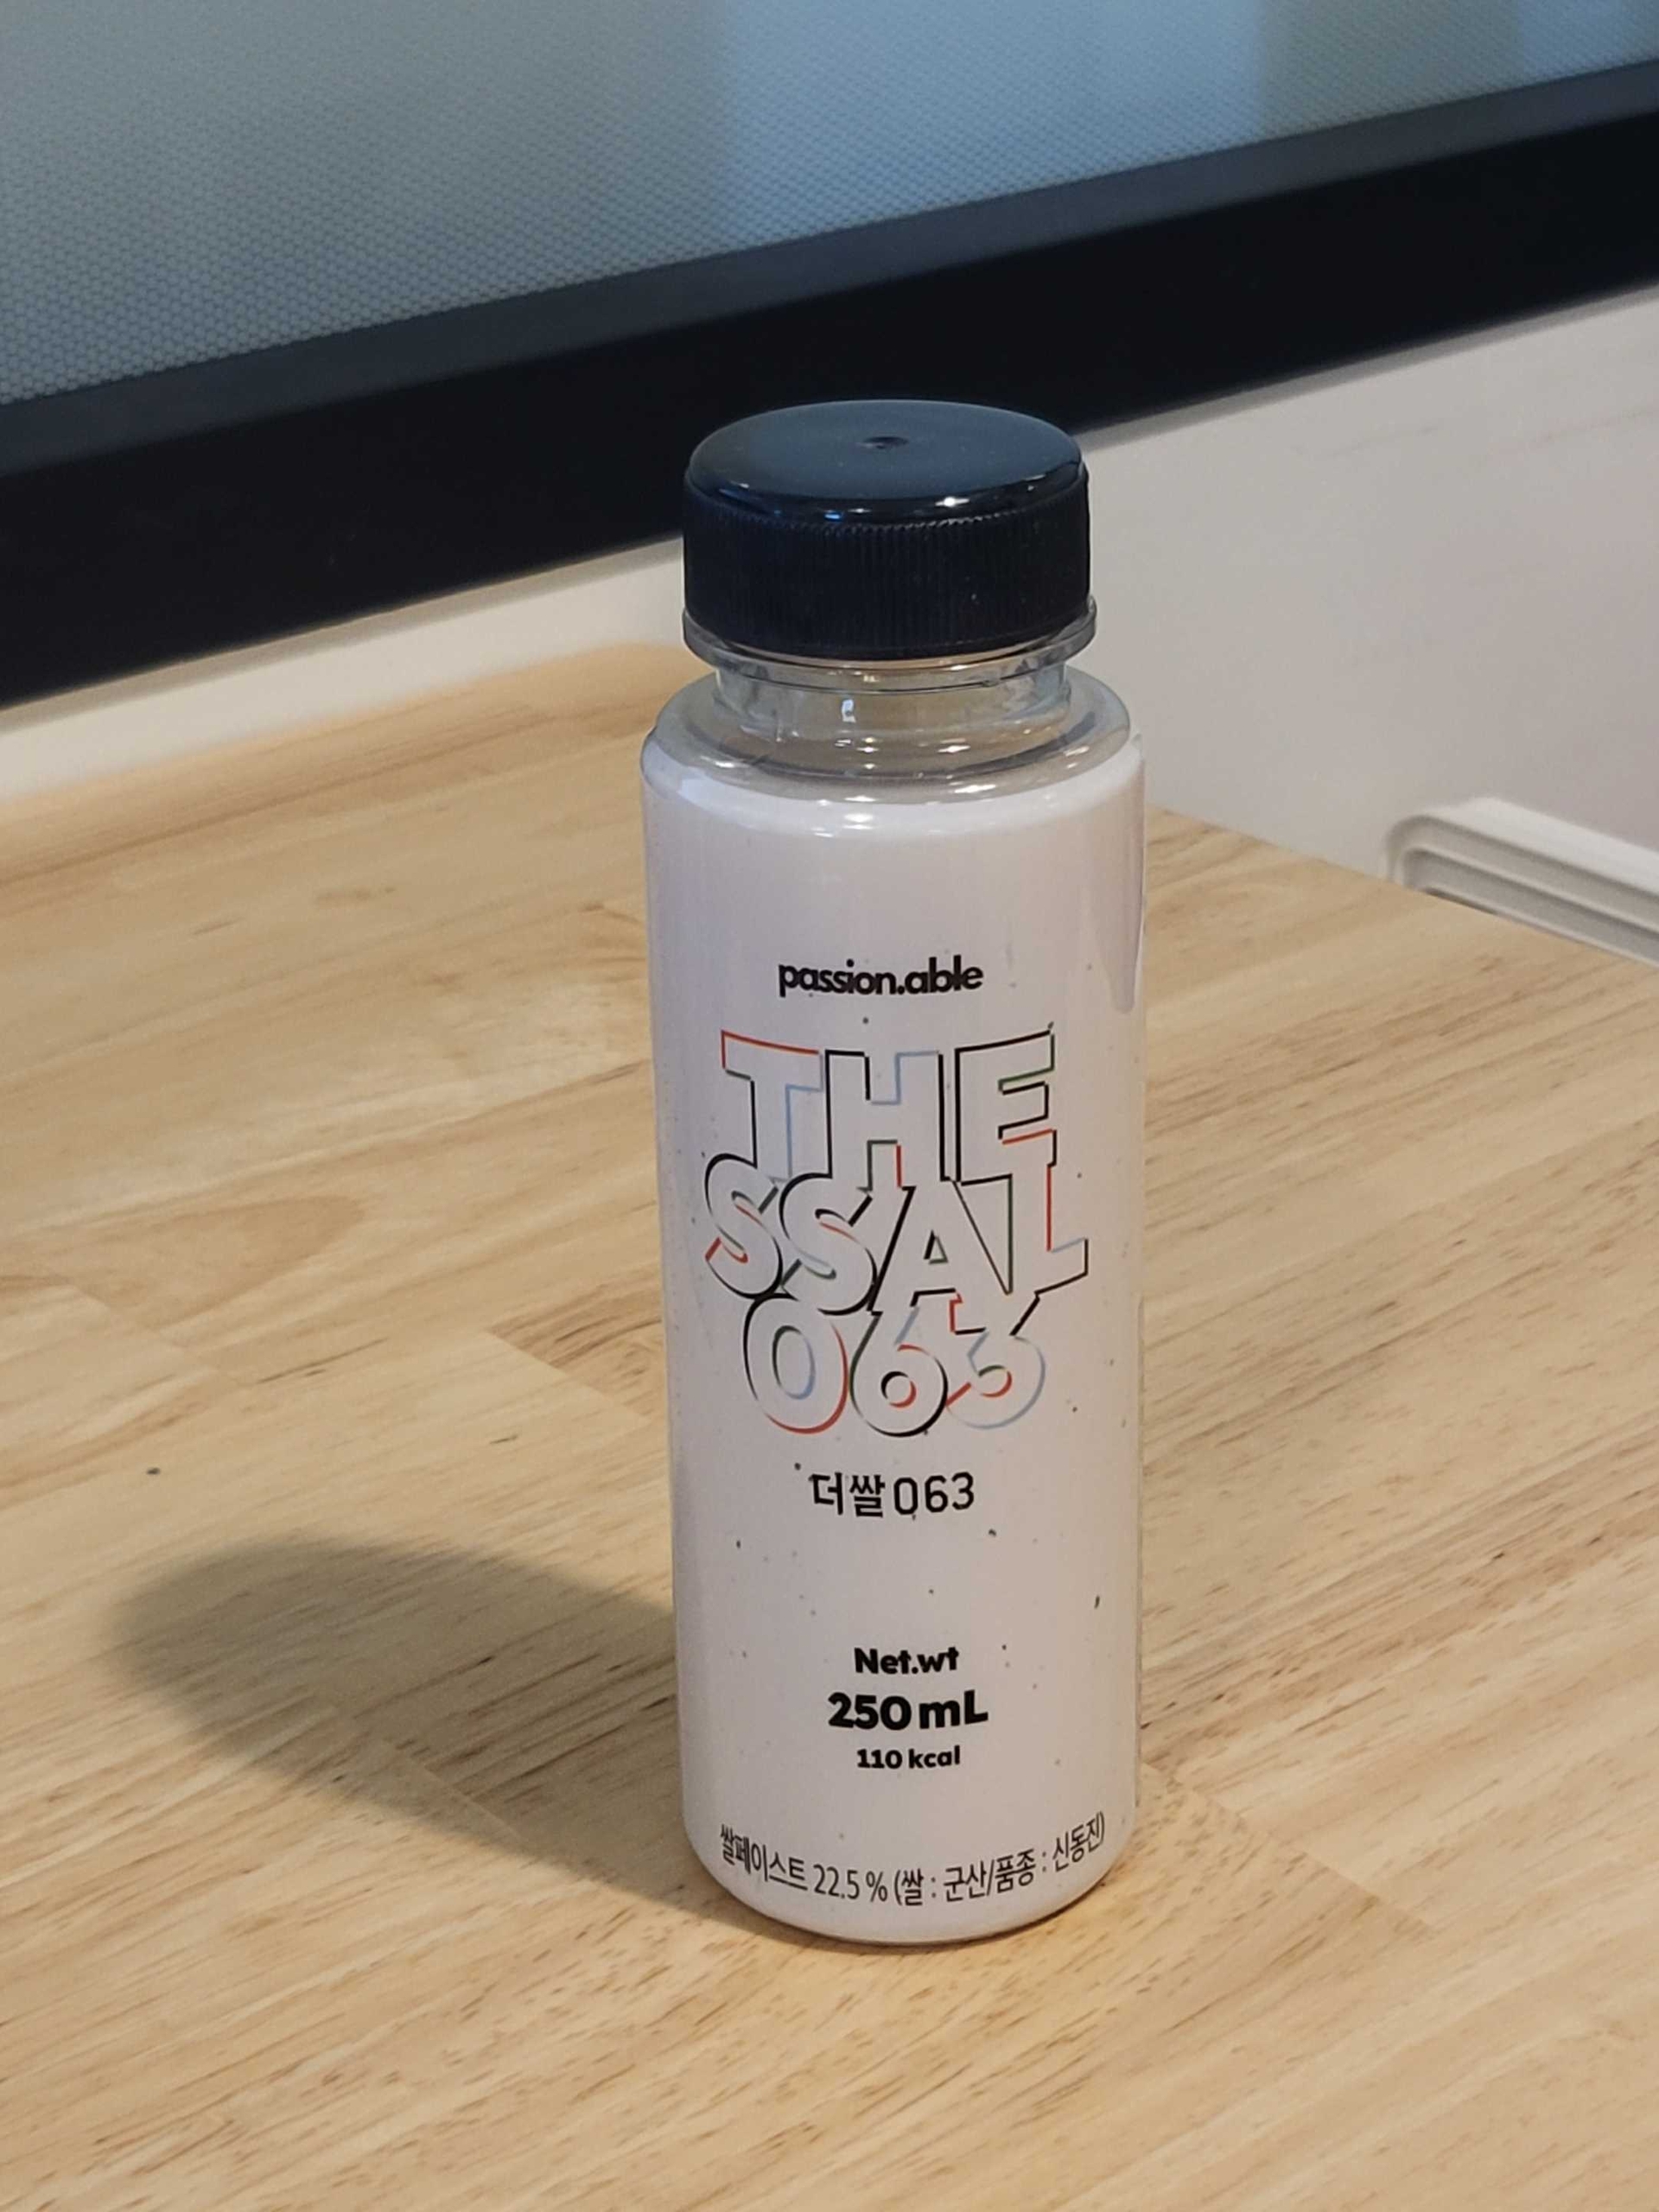 passion.able
THE
SSAL
063
더쌀063
Net.wt
250 mL
110 kcal
쌀페이스트 22.5 % (쌀 : 군산/품종 : 신동진)